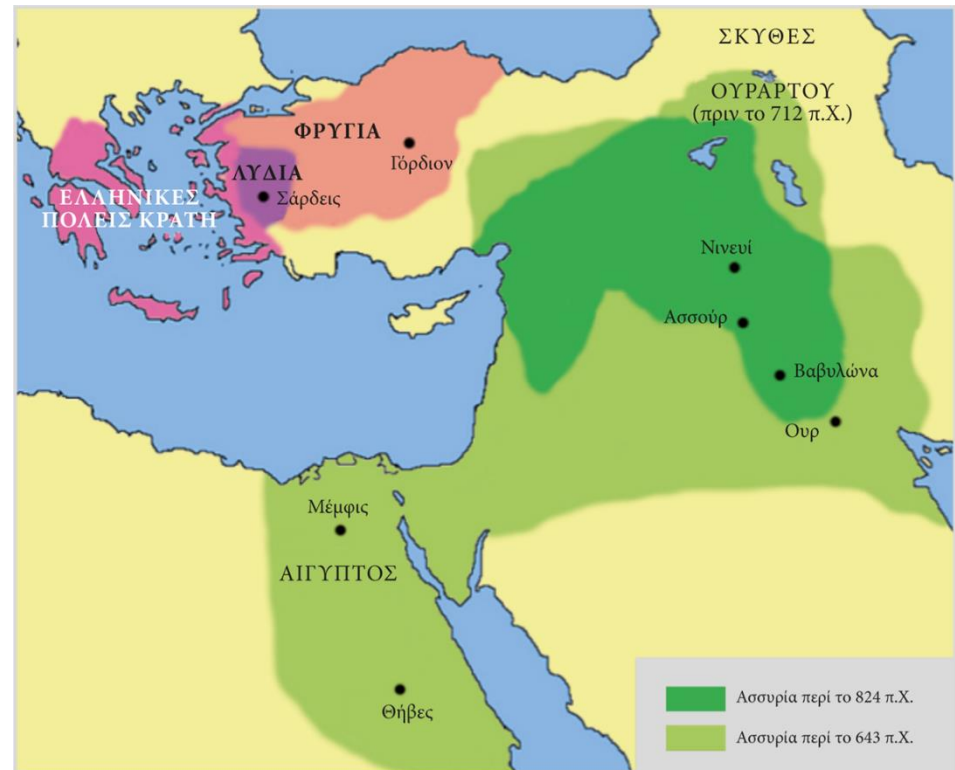 ΣΚΥΘΕΣ
ΟΥΡΑΡΤΟΥ
(πριν το 712 π.Χ.)
ΦΡΥΓΙΑ
Γόρδιον
ΛΥΔΙΑ
Σάρδεις
ΕΛΛΗΝΙΚΕΣ
ΠΟΛΕΙΣ ΚΡΑΤΗ
Νινευί
Ασσούρ
Βαβυλώνα
Ουρ
Μέμφις
ΑΙΓΥΠΤΟΣ
Θήβες
Ασσυρία περί το 824 π.Χ.
Ασσυρία περί το 643 π.Χ.